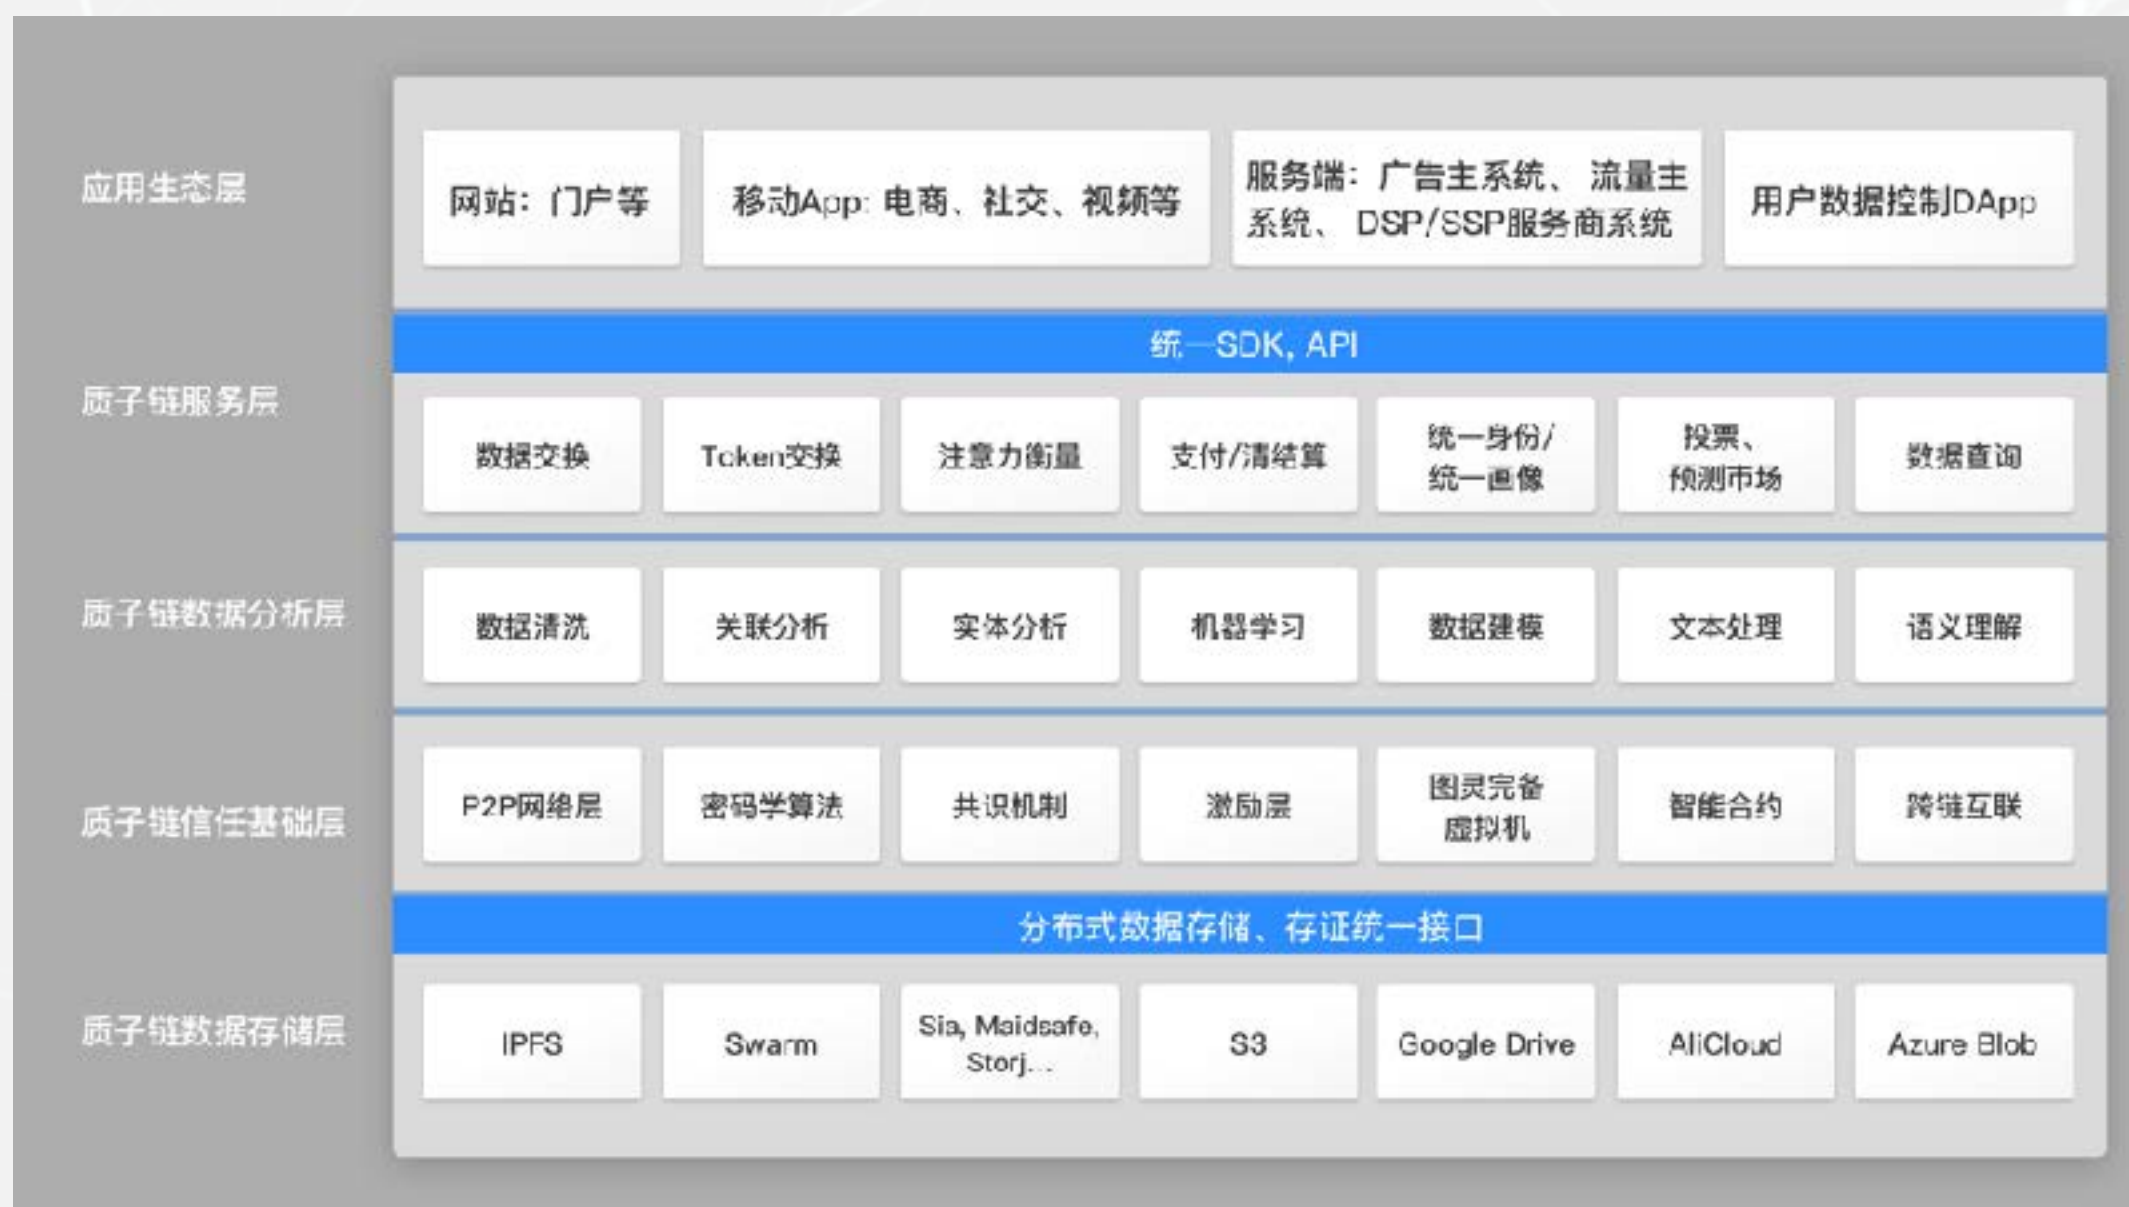 应用生态层
网站：门户等
移动App: 电商、社交、视频等
服务端：广告主系统、 流量主
系统、 DSP/SSP服务商系统
用户数据控制DApp
统一SDK, API
质子链服务层
数据交换
Token交换
注意力衡量
支付/清结算
统一身份/
统一画像
投票、
预测市场
数据查询
质子链数据分析层
数据清洗
关联分析
实体分析
机器学习
数据建模
文本处理
语义理解
质子链信任基础层
P2P网络层
密码学算法
共识机制
激励层
图灵完备
虚拟机
智能合约
跨链互联
分布式数据存储、存证统一接口
质子链数据存储层
IPFS
Swarm
Sia, Maidsafe,
Storj...
S3
Google Drive
AliCloud
Azure Blob